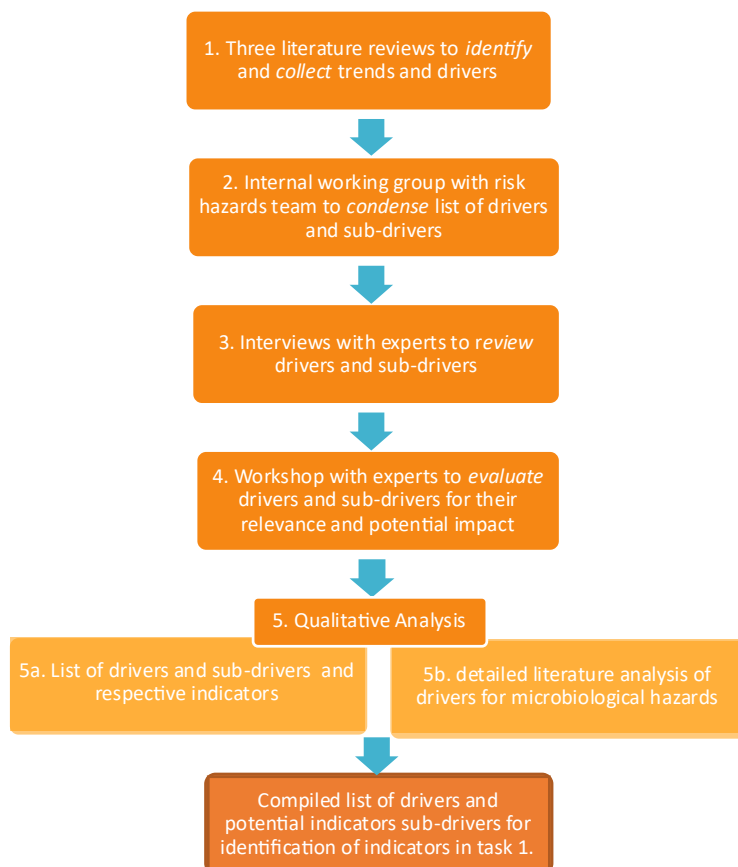 1. Three literature reviews to identify
and collect trends and drivers
2. Internal working group with risk
hazards team to condense list of drivers
and sub-drivers
3. Interviews with experts to review
drivers and sub-drivers
4. Workshop with experts to evaluate
drivers and sub-drivers for their
relevance and potential impact
5. Qualitative Analysis
5a. List of drivers and sub-drivers and
respective indicators
5b. detailed literature analysis of
drivers for microbiological hazards
Compiled list of drivers and
potential indicators sub-drivers for
identification of indicators in task 1.